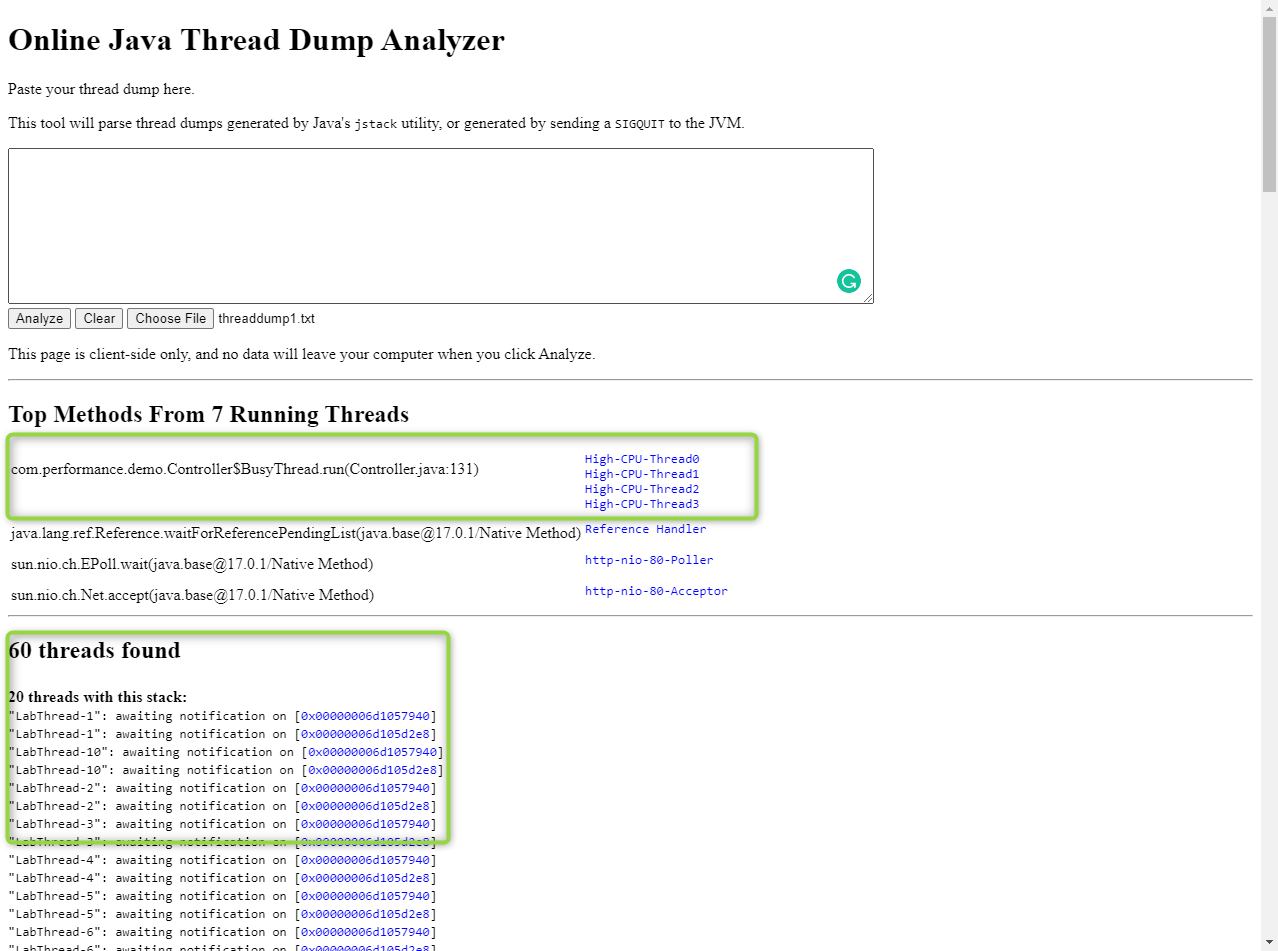 Online Java Thread Dump Analyzer
Paste your thread dump here.
This tool will parse thread dumps generated by Java's jstack utility, or generated by sending a SIGQUIT to the JVM.
Analyze Clear Choose File threaddump1.txt
This page is client-side only, and no data will leave your computer when you click Analyze.
Top Methods From 7 Running Threads
com.performance.demo.Controller$BusyThread.run(Controller.java:131)
High-CPU-Thread0
High-CPU-Thread1
High-CPU-Thread2
High-CPU-Thread3
java.lang.ref.Reference.waitForReferencePendingList(java.base@17.0.1/Native Method) Reference Handler
sun.nio.ch.EPoll.wait(java.base@17.0.1/Native Method) http-nio-80-Poller
sun.nio.ch.Net.accept(java.base@17.0.1/Native Method) http-nio-80-Acceptor
60 threads found
20 threads with this stack:
"LabThread-1": awaiting notification on [0x00000006d1057940]
"LabThread-1": awaiting notification on [0x00000006d105d2e8]
"LabThread-10": awaiting notification on [0x00000006d1057940]
"LabThread-10": awaiting notification on [0x00000006d105d2e8]
"LabThread-2": awaiting notification on [0x00000006d1057940]
"LabThread-2": awaiting notification on [0x00000006d105d2e8]
"LabThread-3": awaiting notification on [0x00000006d1057940]
"LabThread-3": awaiting notification on [0x00000006d105d2e8]
"LabThread-4": awaiting notification on [0x00000006d1057940]
"LabThread-4": awaiting notification on [0x00000006d105d2e8]
"LabThread-5": awaiting notification on [0x00000006d1057940]
"LabThread-5": awaiting notification on [0x00000006d105d2e8]
"LabThread-6": awaiting notification on [0x00000006d1057940]
"LabThread-6": awaiting notification on [0x00000006d105d2e8]